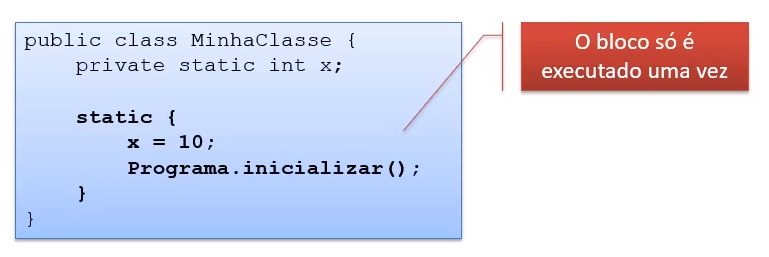 public class MinhaClasse {
    private static int x;
    static {
        x = 10;
        Programa.inicializar();
    }
}
O bloco só é
executado uma vez